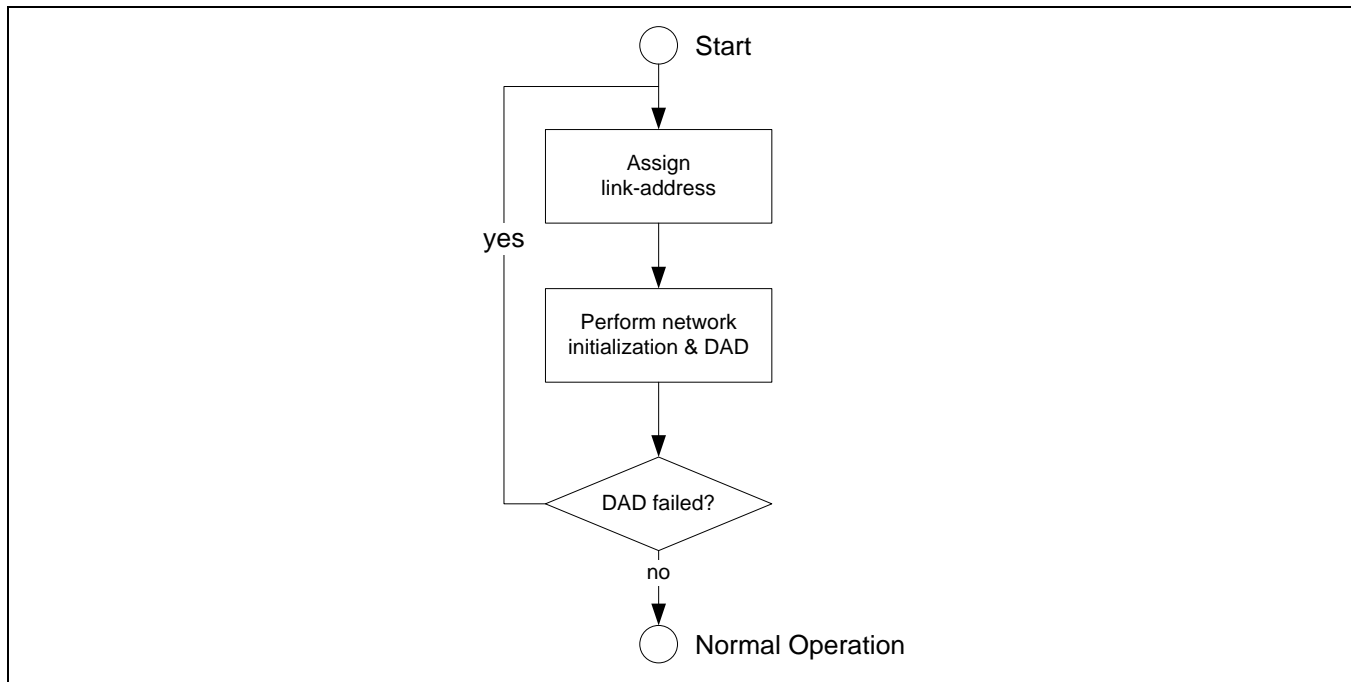 Start
Assign
link-address
yes
Perform network
initialization & DAD
DAD failed?
no
Normal Operation